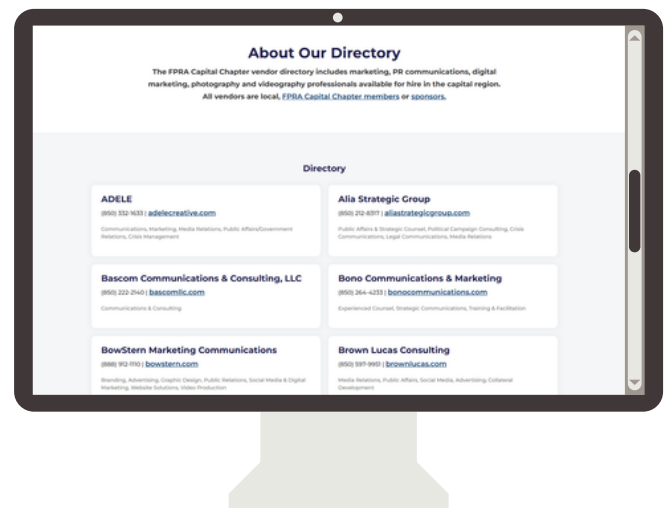 About Our Directory
The FPRA Capital Chapter vendor directory includes marketing, PR communications, digital
marketing, photography and videography professionals available for hire in the capital region.
All vendors are local, FPRA Capital Chapter members or sponsors.
Directory
ADELE
(850) 332-1633 | adelecreative.com
Communications, Marketing, Media Relations, Public Affairs/Government
Relations, Crisis Management
Alia Strategic Group
(850) 212-8317 | aliastrategicgroup.com
Public Affairs & Strategic Counsel, Political Campaign Consulting, Crisis
Communications, Legal Communications, Media Relations
Bascom Communications & Consulting, LLC
(850) 222-2140 | bascomllc.com
Communications & Consulting
Bono Communications & Marketing
(850) 264-4233 | bonocommunications.com
Experienced Counsel, Strategic Communications, Training & Facilitation
BowStern Marketing Communications
(888) 912-1110 | bowstern.com
Branding, Advertising, Graphic Design, Public Relations, Social Media & Digital
Marketing, Website Solutions, Video Production
Brown Lucas Consulting
(850) 597-9951 | brownlucas.com
Media Relations, Public Affairs, Social Media, Advertising, Collateral
Development